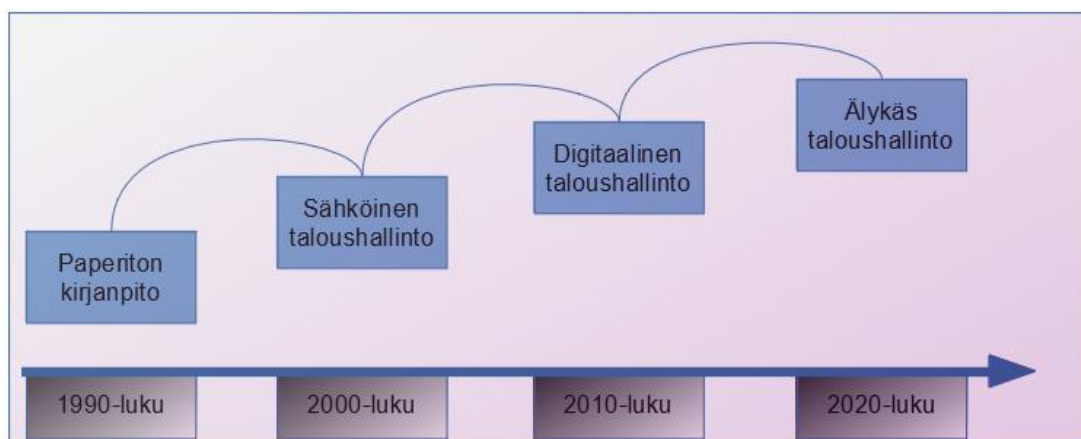 Paperiton
kirjanpito
Sähköinen
taloushallinto
Digitaalinen
taloushallinto
Älykäs
taloushallinto
1990-luku
2000-luku
2010-luku
2020-luku